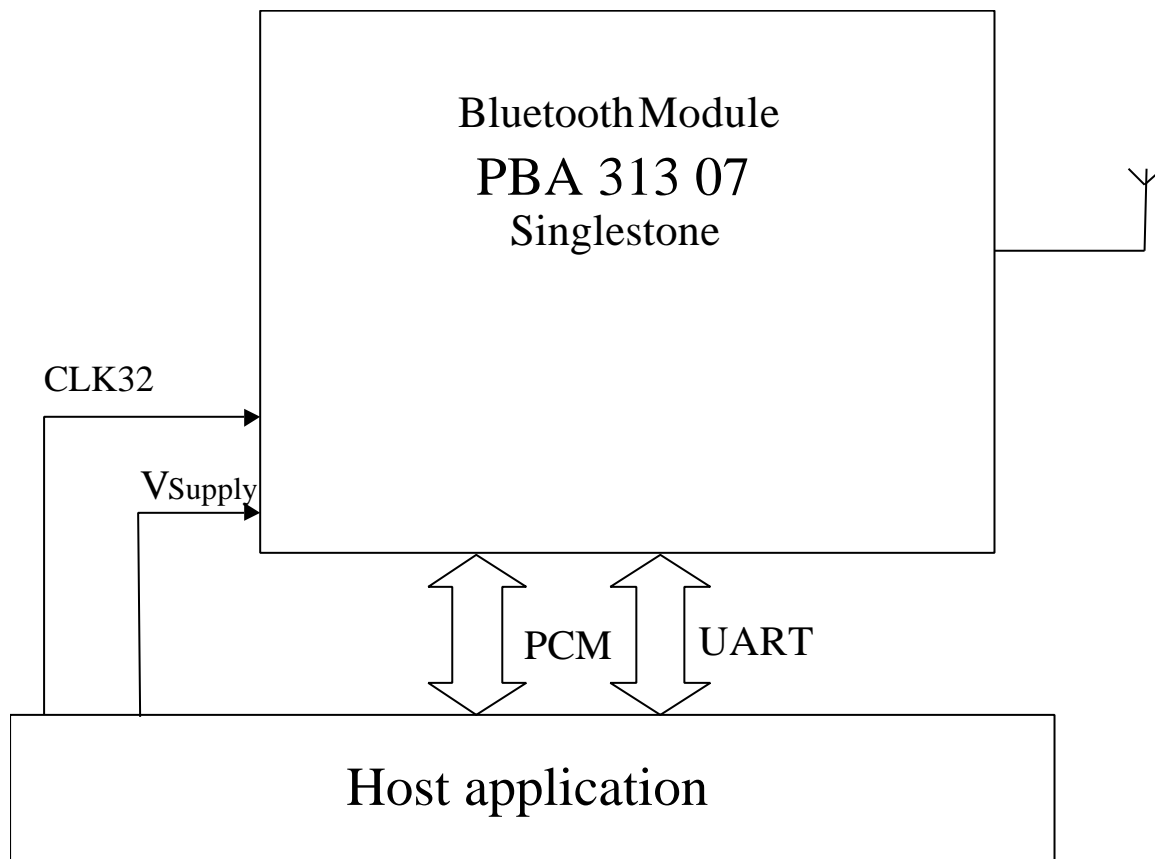 Bluetooth Module
PBA 313 07
Singlestone
CLK32
VSupply
PCM
UART
Host application